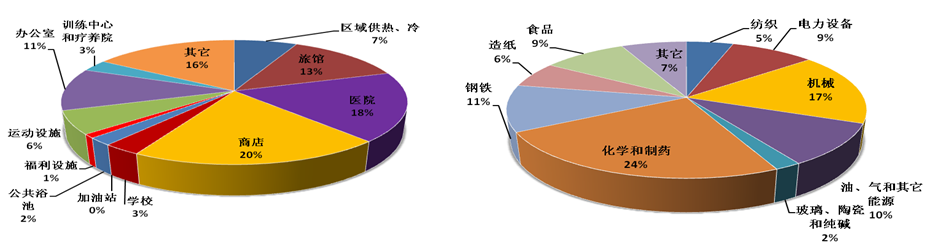 区域供热、冷
7%
旅馆
13%
医院
18%
商店
20%
学校
3%
加油站
0%
公共浴
池
2%
福利设施
1%
运动设施
6%
办公室
11%
训练中心
和疗养院
3%
其它
16%
纺织
5%
电力设备
9%
机械
17%
油、气和其它
能源
10%
玻璃、陶瓷
和纯碱
2%
化学和制药
24%
钢铁
11%
造纸
6%
食品
9%
其它
7%